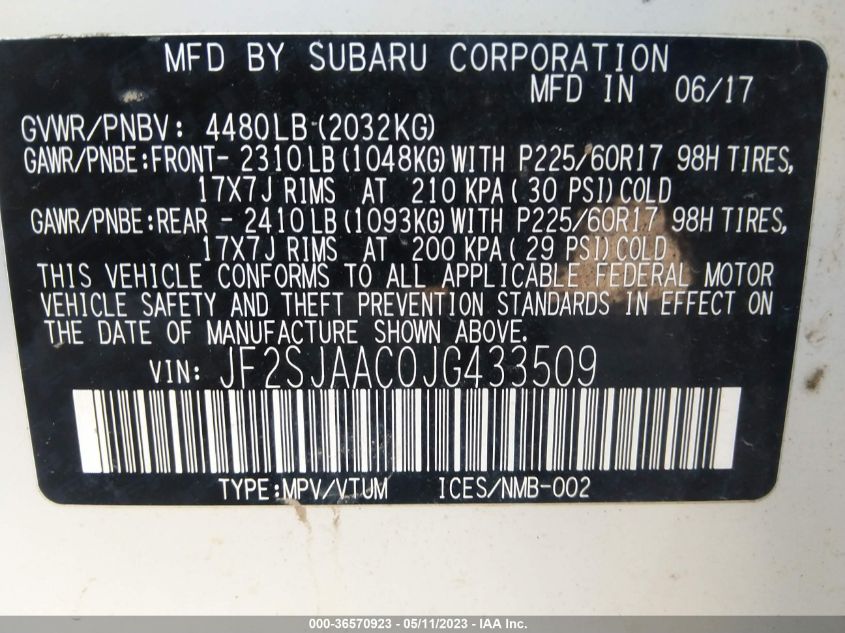 MFD BY SUBARU CORPORATION
MFD IN 06/17
GVWR/PNBV: 4480LB (2032KG)
GAWR/PNBE:FRONT- 2310LB (1048KG)WITH P225/60R17 98H TIRES,
17X7J RIMS AT 210 KPA( 30 PSI)COLD
GAWR/PNBE:REAR - 2410LB (1093KG)WITH P225/60R17 98H TIRES,
17X7J RIMS AT 200 KPA( 29 PSI)COLD
THIS VEHICLE CONFORMS TO ALL APPLICABLE FEDERAL MOTOR
VEHICLE SAFETY AND THEFT PREVENTION STANDARDS IN EFFECT ON
THE DATE OF MANUFACTURE SHOWN ABOVE.
VIN: JF2SJAAC0JG433509
TYPE:MPV/VTUM ICES/NMB-002
000-36570923 - 05/11/2023 - IAA Inc.